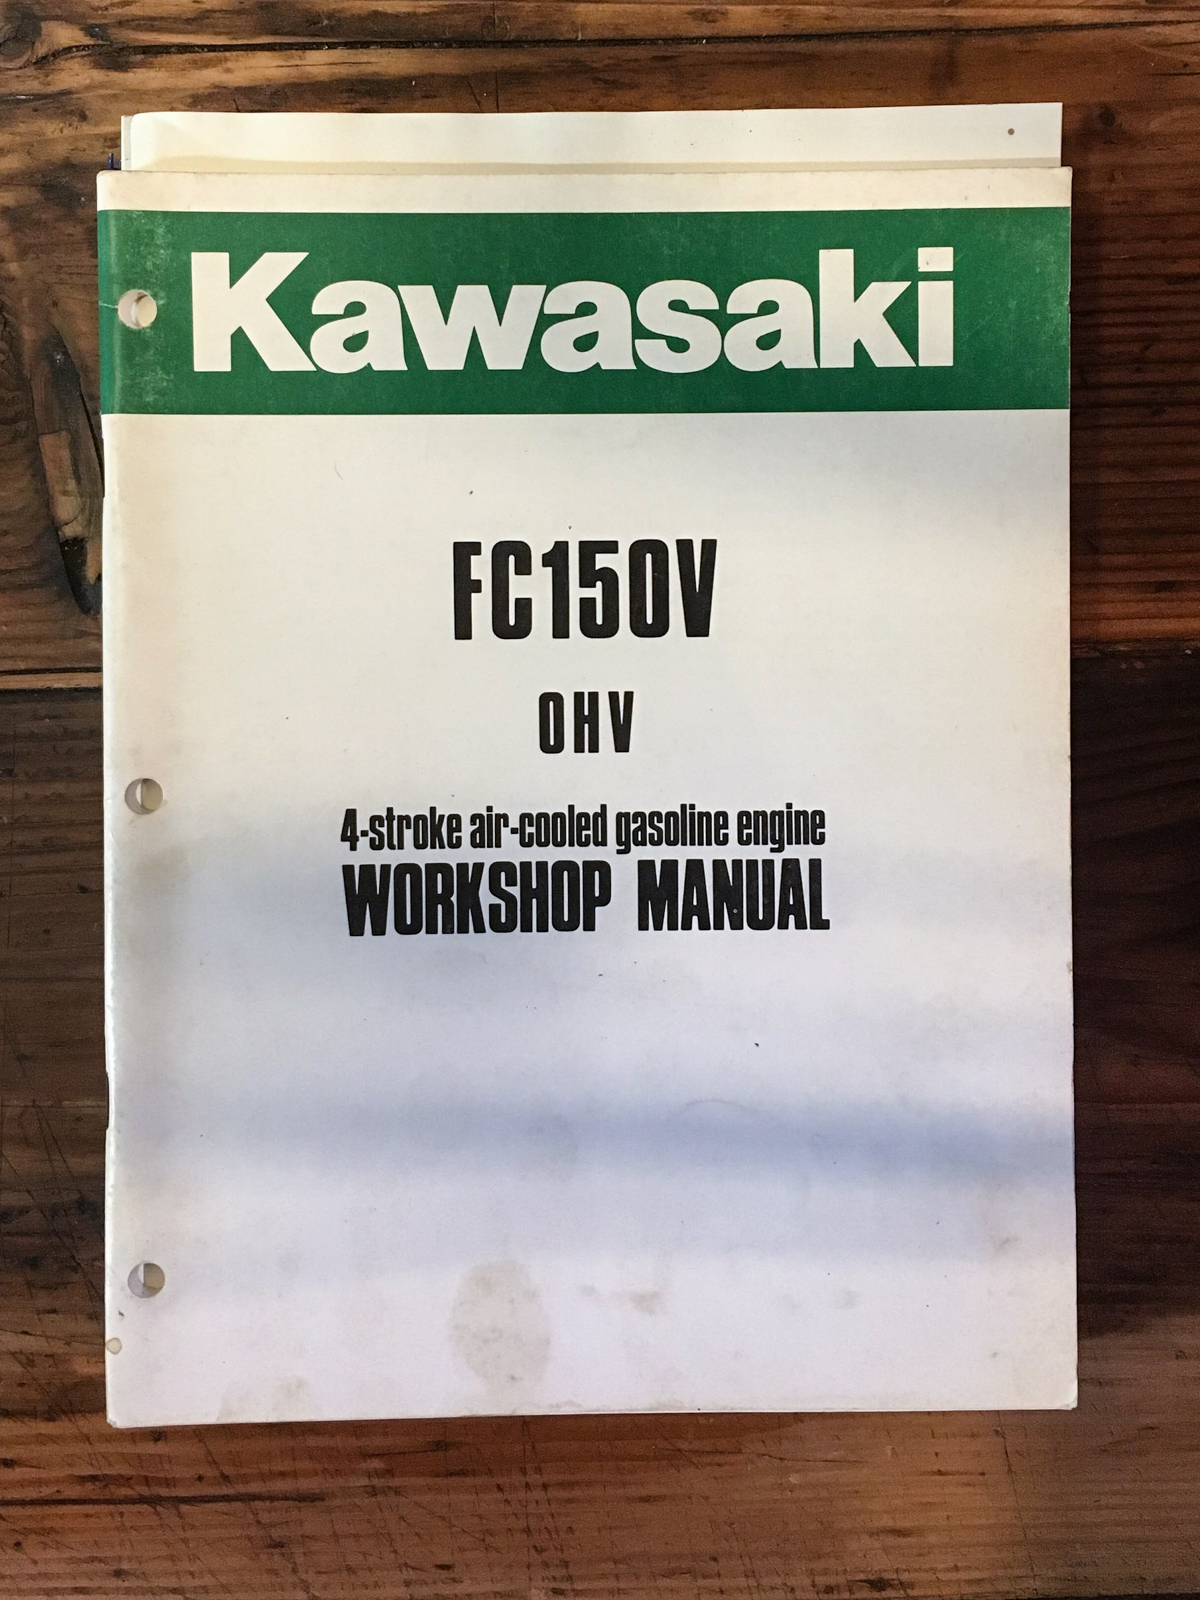 Kawasaki
FC150V
OHV
4-stroke air-cooled gasoline engine
WORKSHOP MANUAL